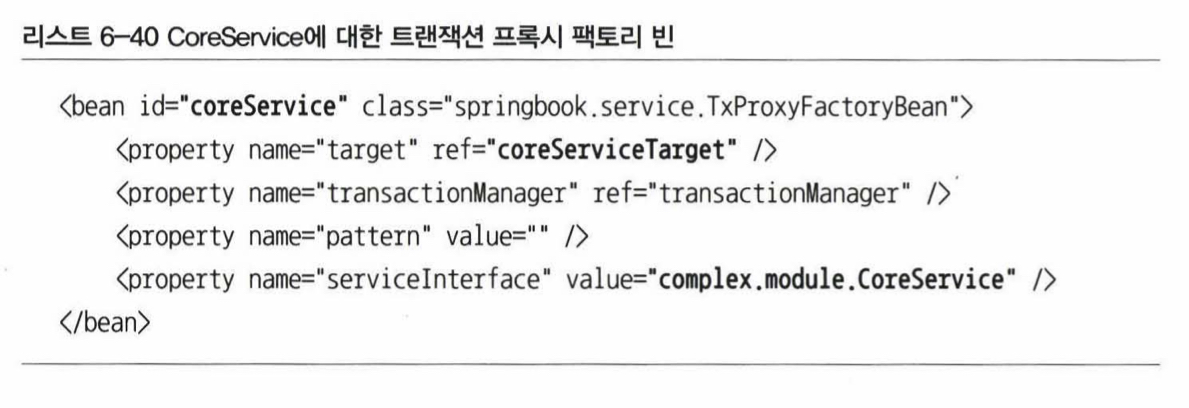 리스트 6-40 CoreService에 대한 트랜잭션 프록시 팩토리 빈
<bean id="coreService" class="springbook.service.TxProxyFactoryBean">
<property name="target" ref="coreServiceTarget" />
<property name="transactionManager" ref="transactionManager" />
<property name="pattern" value="" />
<property name="serviceInterface" value="complex.module.CoreService" />
</bean>